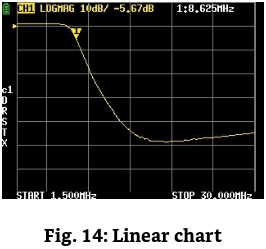 CH1 LOGMAG 10dB/ -5.67dB 1:8.625MHz
1
c1
D
R
S
T
X
START 1.500MHz STOP 30.000MHz
Fig. 14: Linear chart